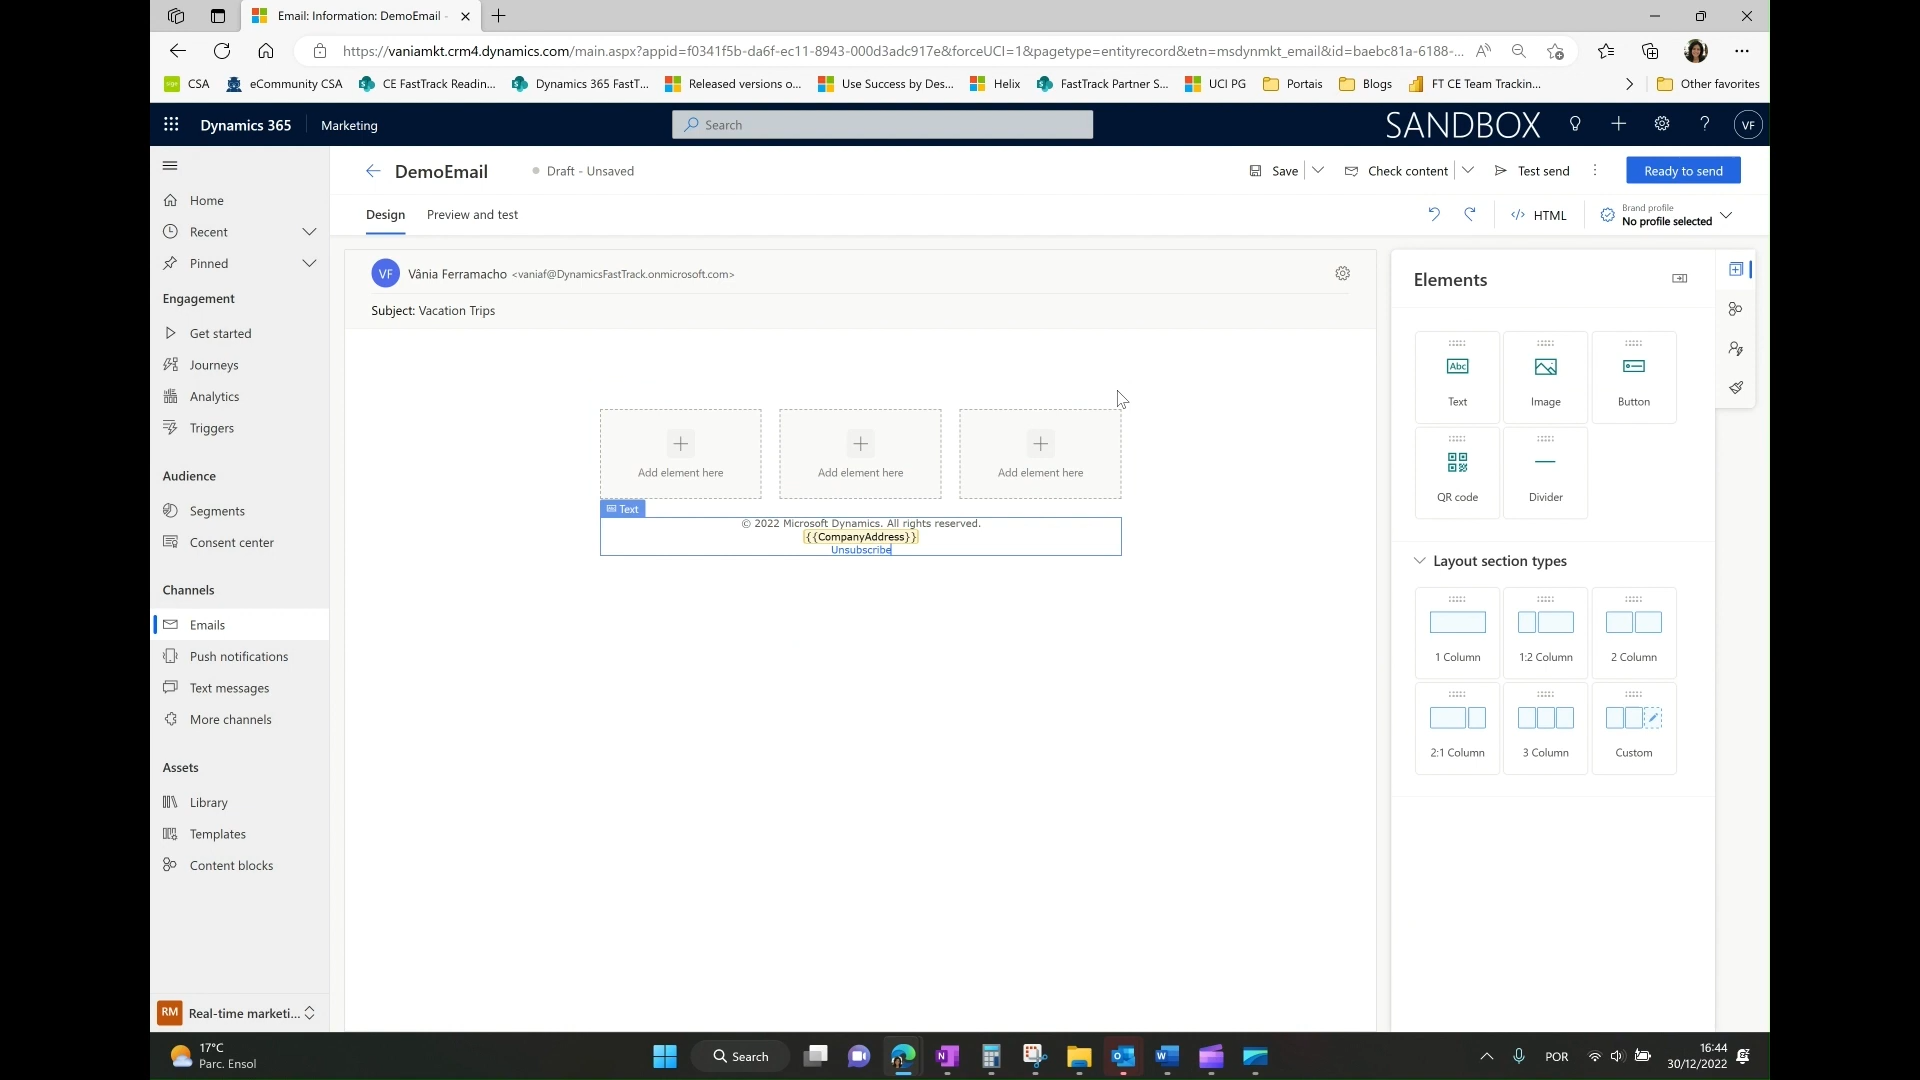 Email: Information: DemoEmail -
https://vaniamkt.crm4.dynamics.com/main.aspx?appid=f0341f5b-da6f-ec11-8943-000d3adc917e&forceUCI=1&pagetype=entityrecord&etn=msdynmkt_email&id=baebc81a-6188-...
CSA
eCommunity CSA
CE FastTrack Readin...
Dynamics 365 FastT...
Released versions o...
Use Success by Des...
Helix
FastTrack Partner S...
UCI PG
Portais
Blogs
FT CE Team Trackin...
Other favorites
Dynamics 365
Marketing
Search
SANDBOX
VF
DemoEmail
Draft - Unsaved
Save
Check content
Test send
Ready to send
Design
Preview and test
HTML
Brand profile
No profile selected
Home
Recent
Pinned
Engagement
Get started
Journeys
Analytics
Triggers
Audience
Segments
Consent center
Channels
Emails
Push notifications
Text messages
More channels
Assets
Library
Templates
Content blocks
RM
Real-time marketi...
VF
Vânia Ferramacho <vaniaf@DynamicsFastTrack.onmicrosoft.com>
Subject: Vacation Trips
Add element here
Add element here
Add element here
Text
© 2022 Microsoft Dynamics. All rights reserved.
{{CompanyAddress}}
Unsubscribe
Elements
Abc
Text
Image
Button
QR code
Divider
Layout section types
1 Column
1:2 Column
2 Column
2:1 Column
3 Column
Custom
17°C
Parc. Ensol
Search
POR
16:44
30/12/2022